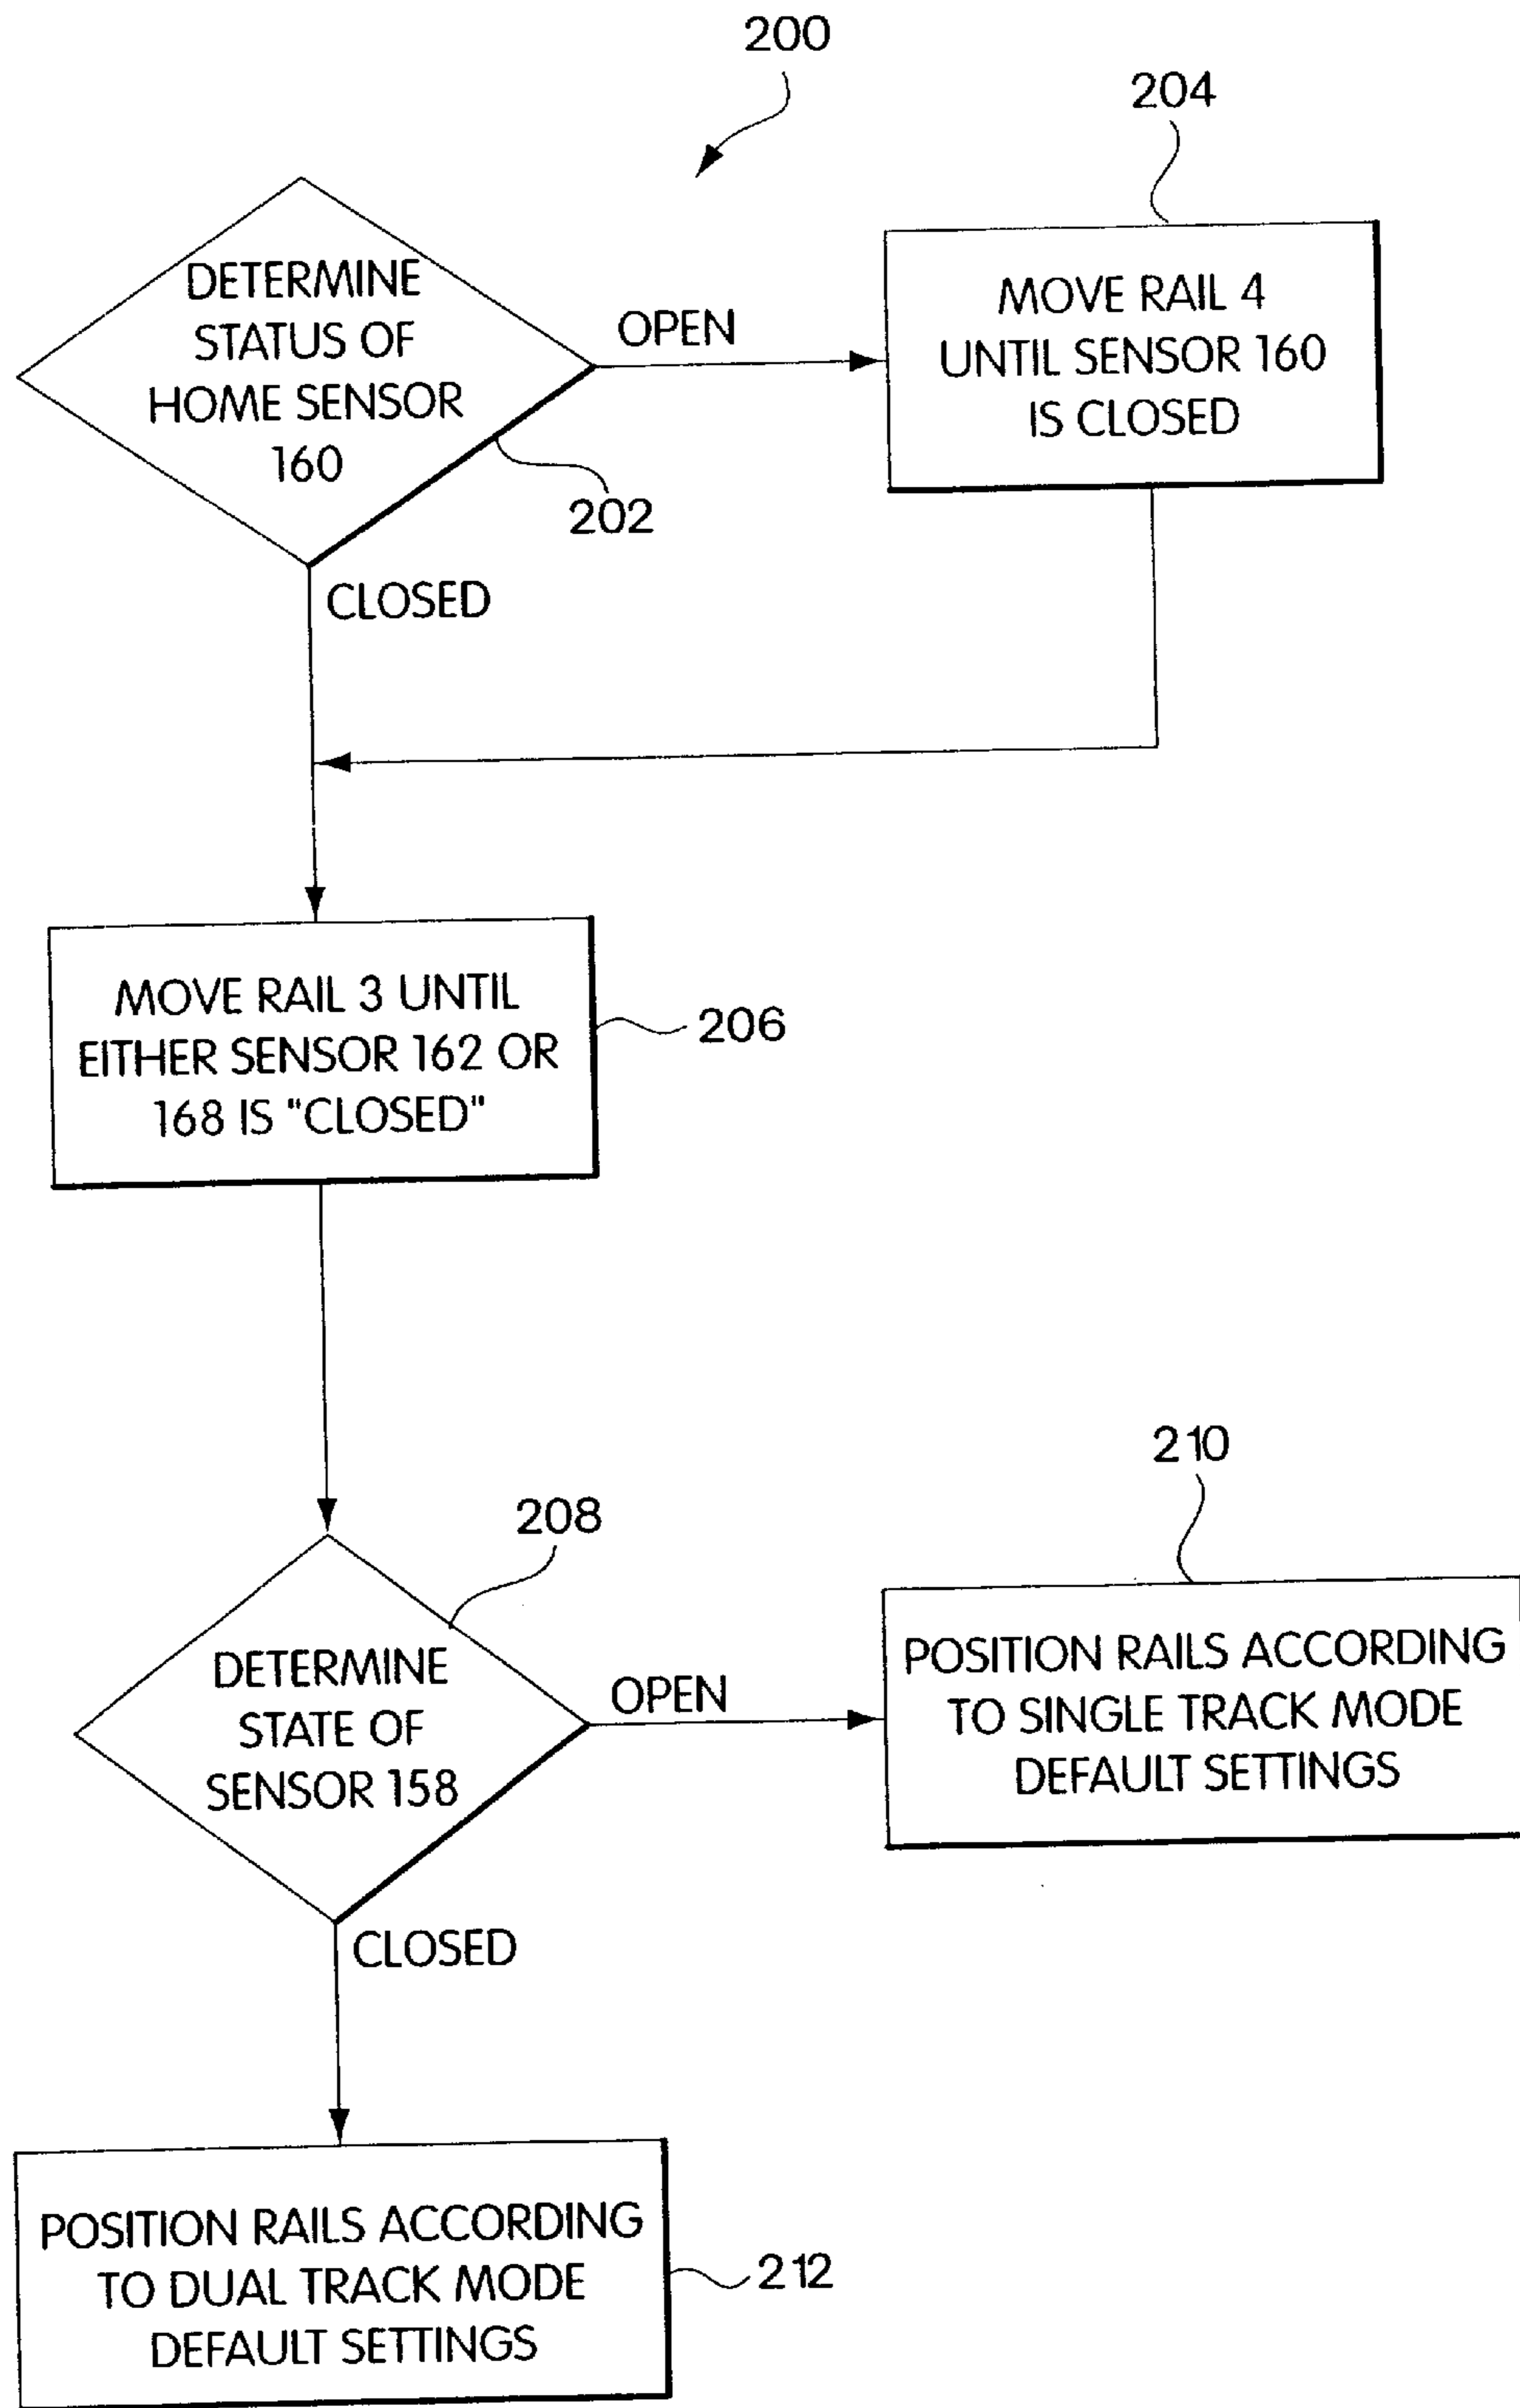 200
204
DETERMINE
STATUS OF
HOME SENSOR
160
OPEN
MOVE RAIL 4
UNTIL SENSOR 160
IS CLOSED
202
CLOSED
MOVE RAIL 3 UNTIL
EITHER SENSOR 162 OR
168 IS "CLOSED"
206
208
210
DETERMINE
STATE OF
SENSOR 158
OPEN
POSITION RAILS ACCORDING
TO SINGLE TRACK MODE
DEFAULT SETTINGS
CLOSED
POSITION RAILS ACCORDING
TO DUAL TRACK MODE
DEFAULT SETTINGS
212